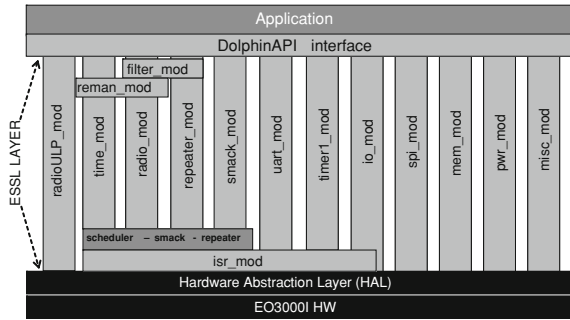 Application
DolphinAPI interface
filter_mod
reman_mod
ESSL LAYER
radioULP_mod
time_mod
radio_mod
repeater_mod
smack_mod
uart_mod
timer1_mod
io_mod
spi_mod
mem_mod
pwr_mod
misc_mod
scheduler – smack - repeater
isr_mod
Hardware Abstraction Layer (HAL)
EO3000I HW